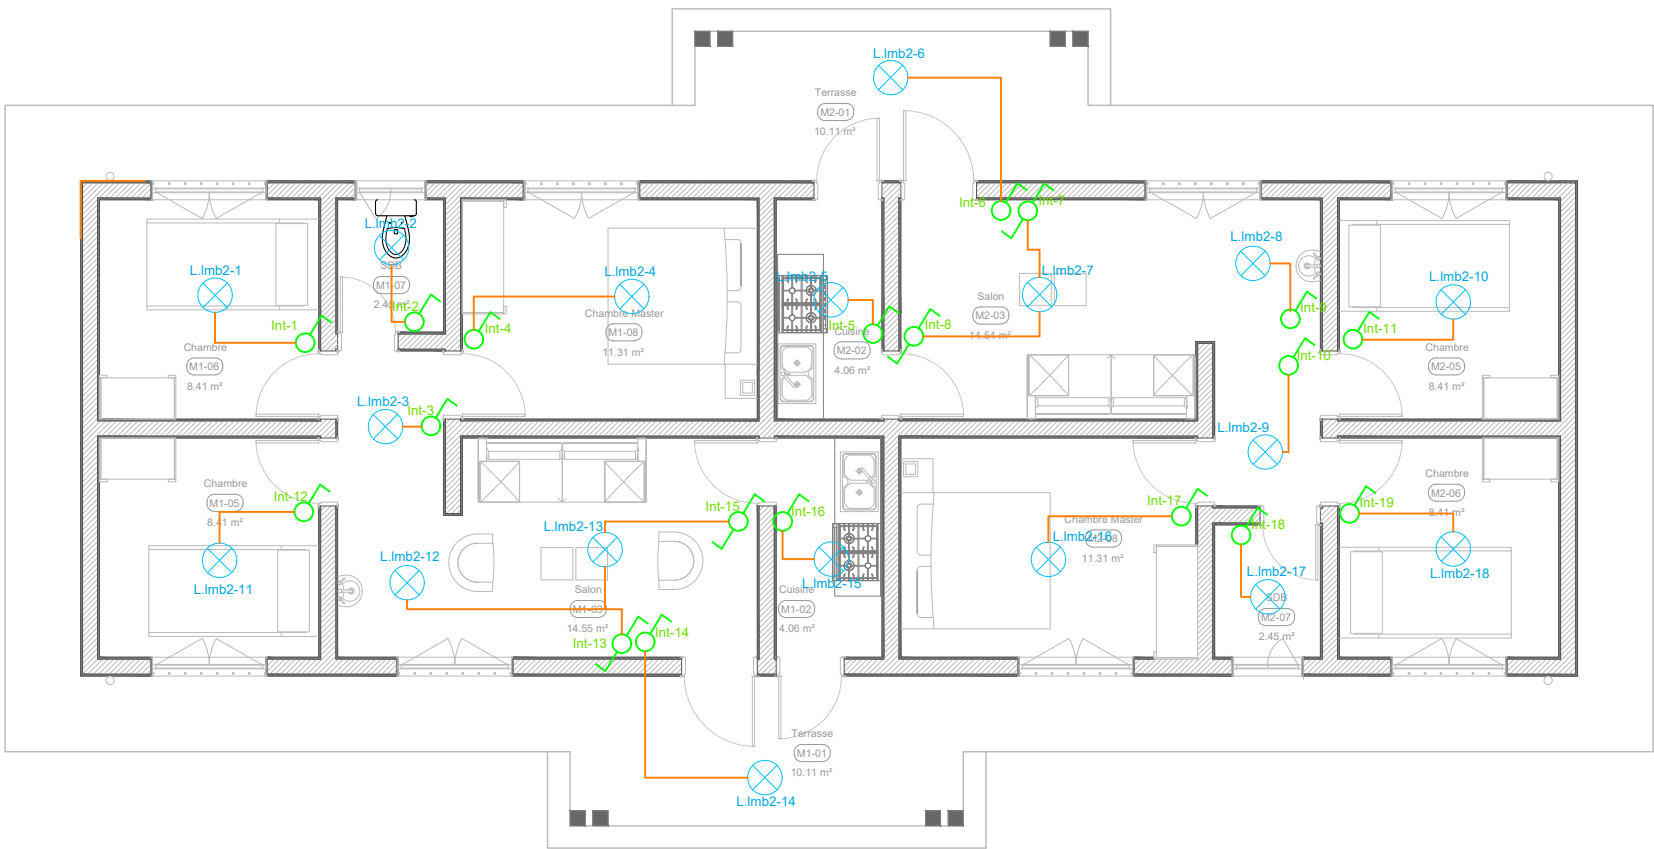 L.lmb2-6
Terrasse
M2-01
10.11 m²
Int-6
Int-7
L.lmb2-2
L.lmb2-1
SDB
M1-07
2.45 m²
Int-2
Int-1
L.lmb2-4
Chambre Master
M1-08
11.31 m²
Int-4
Chambre
M1-06
8.41 m²
L.lmb2-5
Int-5
Cuisine
M2-02
4.06 m²
Int-8
L.lmb2-7
Salon
M2-03
14.54 m²
L.lmb2-8
Int-9
Int-10
L.lmb2-10
Int-11
Chambre
M2-05
8.41 m²
L.lmb2-3
Int-3
L.lmb2-9
Chambre
M1-05
8.41 m²
Int-12
L.lmb2-11
L.lmb2-12
L.lmb2-13
Int-15
Int-16
Salon
M1-03
14.55 m²
Int-13
Int-14
L.lmb2-15
Cuisine
M1-02
4.06 m²
Int-17
Chambre Master
L.lmb2-16
11.31 m²
Int-18
L.lmb2-17
SDB
M2-07
2.45 m²
Int-19
Chambre
M2-06
8.41 m²
L.lmb2-18
Terrasse
M1-01
10.11 m²
L.lmb2-14